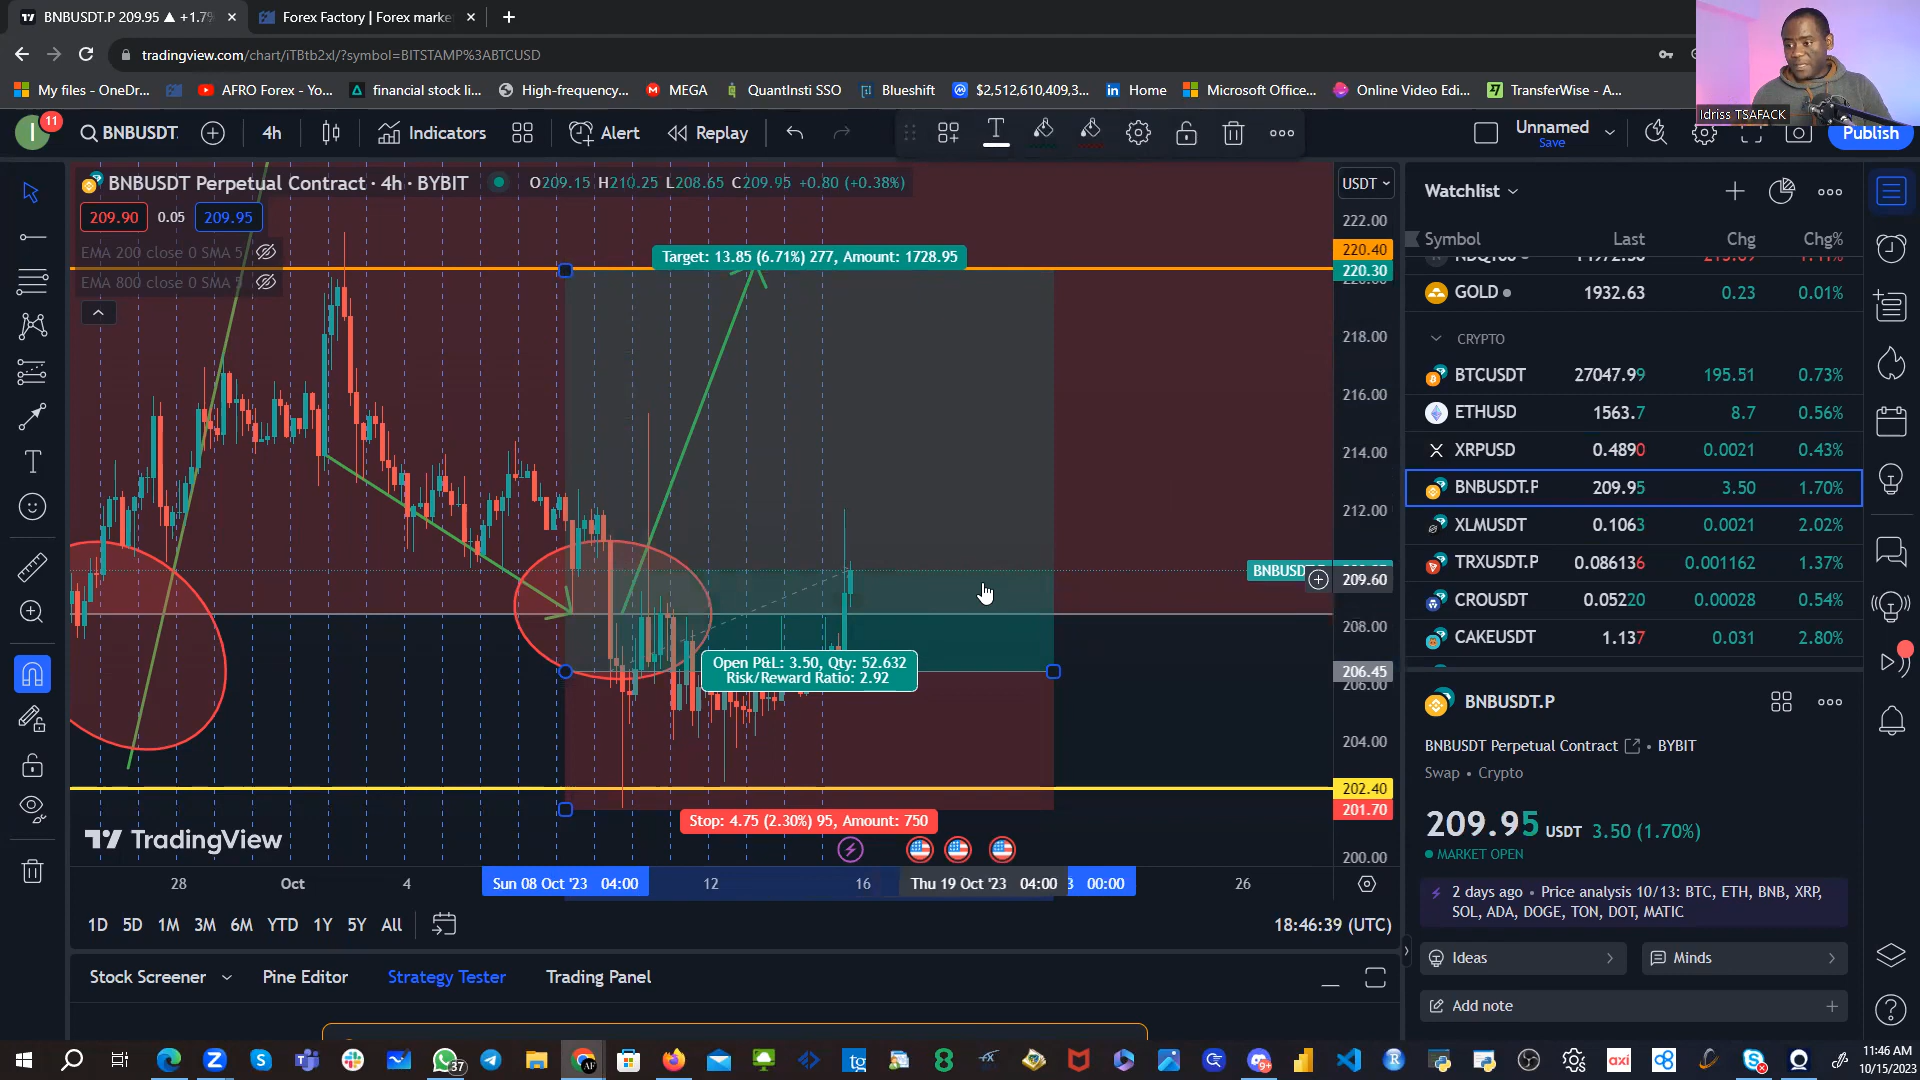 BNBUSDT.P 209.95 ▲ +1.7%
Forex Factory | Forex marke
tradingview.com/chart/iTBtb2xl/?symbol=BITSTAMP%3ABTCUSD
My files - OneDr...
AFRO Forex - Yo...
financial stock li...
High-frequency...
MEGA
QuantInsti SSO
Blueshift
$2,512,610,409,3...
Home
Microsoft Office...
Online Video Edi...
TransferWise - A...
Idriss TSAFACK
I
11
BNBUSDT.
4h
Indicators
Alert
Replay
Unnamed
Save
Publish
BNBUSDT Perpetual Contract · 4h · BYBIT
O209.15 H210.25 L208.65 C209.95 +0.80 (+0.38%)
209.90
0.05
209.95
EMA 200 close 0 SMA 5
EMA 800 close 0 SMA 5
Target: 13.85 (6.71%) 277, Amount: 1728.95
Open P&L: 3.50, Qty: 52.632
Risk/Reward Ratio: 2.92
Stop: 4.75 (2.30%) 95, Amount: 750
TradingView
USDT
222.00
220.40
220.30
218.00
216.00
214.00
212.00
209.60
208.00
206.45
206.00
204.00
202.40
201.70
200.00
28
Oct
4
Sun 08 Oct '23 04:00
12
16
Thu 19 Oct '23 04:00
3 00:00
26
1D
5D
1M
3M
6M
YTD
1Y
5Y
All
18:46:39 (UTC)
Stock Screener
Pine Editor
Strategy Tester
Trading Panel
Watchlist
Symbol Last Chg Chg%
GOLD 1932.63 0.23 0.01%
CRYPTO
BTCUSDT 27047.99 195.51 0.73%
ETHUSD 1563.7 8.7 0.56%
XRPUSD 0.4890 0.0021 0.43%
BNBUSDT.P 209.95 3.50 1.70%
XLMUSDT 0.1063 0.0021 2.02%
TRXUSDT.P 0.086136 0.001162 1.37%
CROUSDT 0.05220 0.00028 0.54%
CAKEUSDT 1.137 0.031 2.80%
BNBUSDT.P
BNBUSDT Perpetual Contract • BYBIT
Swap • Crypto
209.95 USDT 3.50 (1.70%)
MARKET OPEN
2 days ago • Price analysis 10/13: BTC, ETH, BNB, XRP,
SOL, ADA, DOGE, TON, DOT, MATIC
Ideas
Minds
Add note
37
9+
axi
11:46 AM
10/15/2023